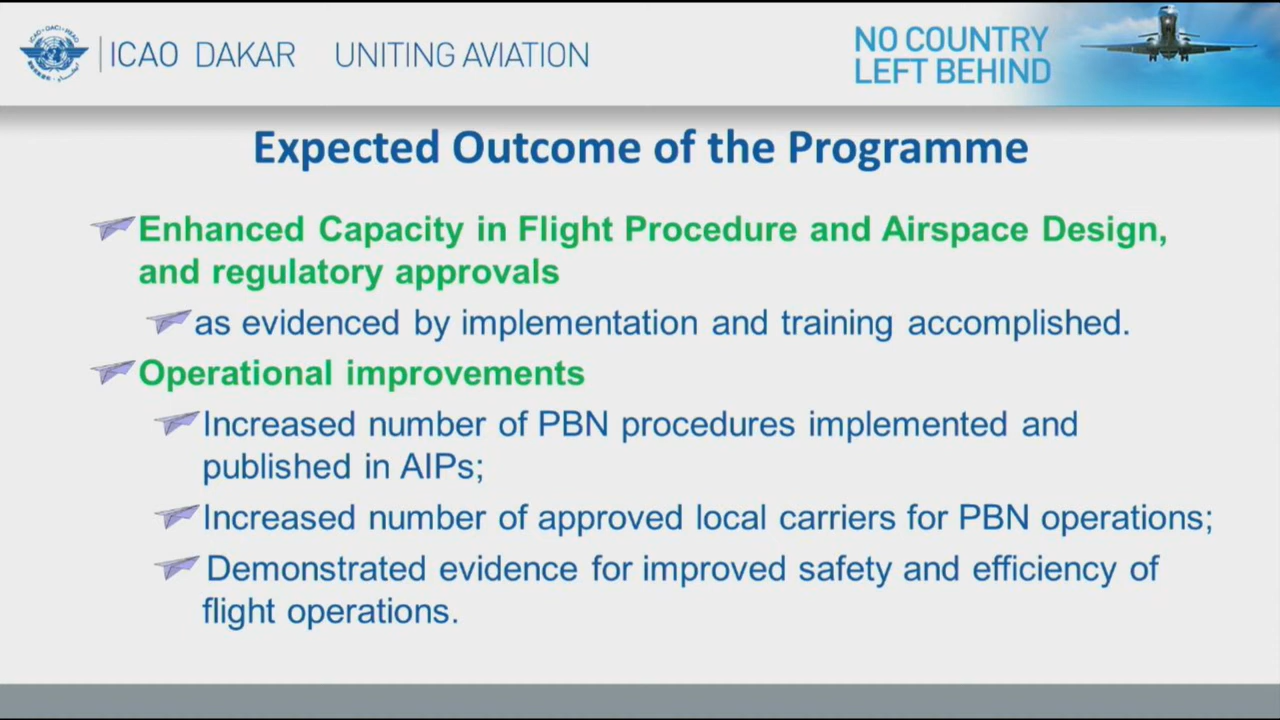 ICAO DAKAR UNITING AVIATION
NO COUNTRY
LEFT BEHIND
Expected Outcome of the Programme
Enhanced Capacity in Flight Procedure and Airspace Design,
and regulatory approvals
as evidenced by implementation and training accomplished.
Operational improvements
Increased number of PBN procedures implemented and
published in AIPs;
Increased number of approved local carriers for PBN operations;
Demonstrated evidence for improved safety and efficiency of
flight operations.